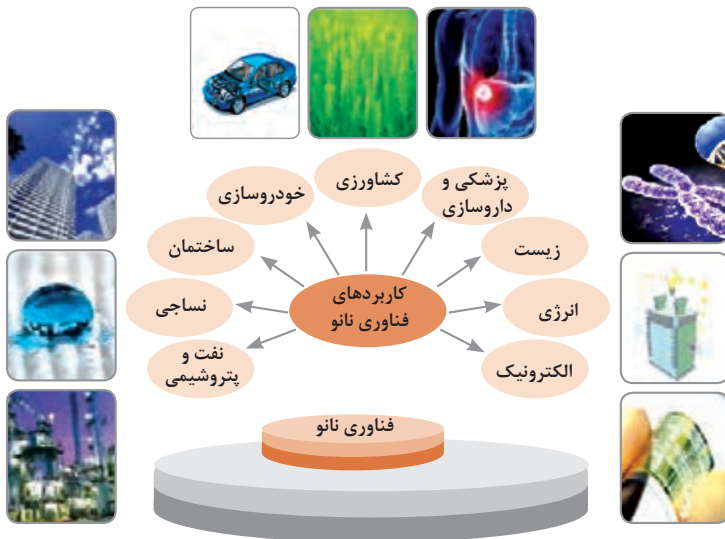 کشاورزی
پزشکی و
داروسازی
خودروسازی
زیست
ساختمان
انرژی
کاربردهای
فناوری نانو
نساجی
الکترونیک
نفت و
پتروشیمی
فناوری نانو